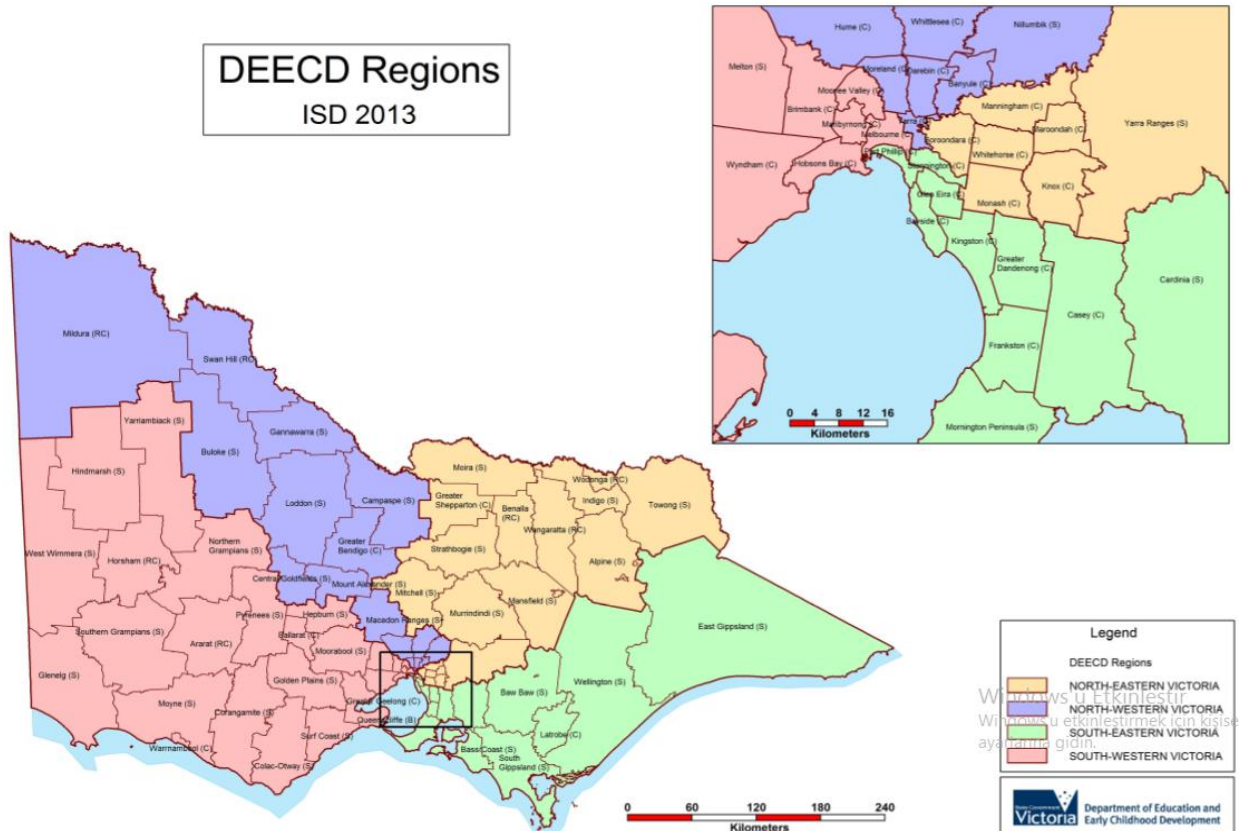 DEECD Regions
ISD 2013
Hume (C)
Whittlesea (C)
Nillumbik (S)
Melton (S)
Moreland (C)
Darebin (C)
Banyule (C)
Moonee Valley (C)
Brimbank (C)
Manningham (C)
Maribyrnong (C)
Maroondah (C)
Yarra Ranges (S)
Melbourne (C)
Boroondara (C)
Whitehorse (C)
Port Phillip (C)
Wyndham (C)
Hobsons Bay (C)
Stonnington (C)
Knox (C)
Glen Eira (C)
Monash (C)
Bayside (C)
Kingston (C)
Greater
Dandenong (C)
Cardinia (S)
Casey (C)
Frankston (C)
Mornington Peninsula (S)
0 4 8 12 16
Kilometers
Mildura (RC)
Swan Hill (RC)
Yarriambiack (S)
Gannawarra (S)
Buloke (S)
Hindmarsh (S)
Moira (S)
Wodonga (RC)
Loddon (S)
Campaspe (S)
Greater
Shepparton (C)
Benalla
(RC)
Indigo (S)
Towong (S)
Wangaratta (RC)
Northern
Grampians (S)
Greater
Bendigo (C)
Strathbogie (S)
West Wimmera (S)
Horsham (RC)
Alpine (S)
Central Goldfields (S)
Mount Alexander (S)
Mitchell (S)
Mansfield (S)
Pyrenees (S)
Hepburn (S)
Macedon Ranges (S)
Murrindindi (S)
Southern Grampians (S)
Ararat (RC)
Ballarat (C)
East Gippsland (S)
Moorabool (S)
Glenelg (S)
Golden Plains (S)
Wellington (S)
Moyne (S)
Corangamite (S)
Greater Geelong (C)
Baw Baw (S)
Queenscliffe (B)
Surf Coast (S)
Latrobe (C)
Warrnambool (C)
Bass Coast (S)
South
Gippsland (S)
Colac-Otway (S)
0 60 120 180 240
Kilometers
Legend
DEECD Regions
NORTH-EASTERN VICTORIA
NORTH-WESTERN VICTORIA
SOUTH-EASTERN VICTORIA
SOUTH-WESTERN VICTORIA
Windows'u Etkinleştir
Windows'u etkinleştirmek için kişise
ayarlarına gidin.
State Government
Victoria
Department of Education and
Early Childhood Development